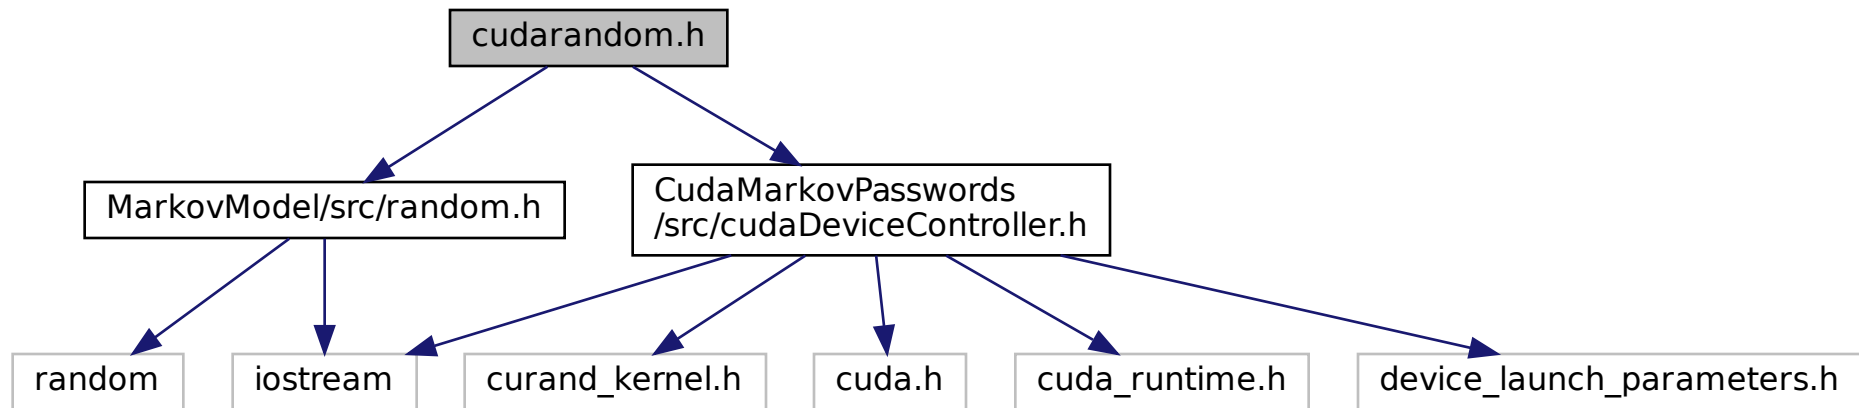 cudarandom.h
MarkovModel/src/random.h
CudaMarkovPasswords
/src/cudaDeviceController.h
random
iostream
curand_kernel.h
cuda.h
cuda_runtime.h
device_launch_parameters.h